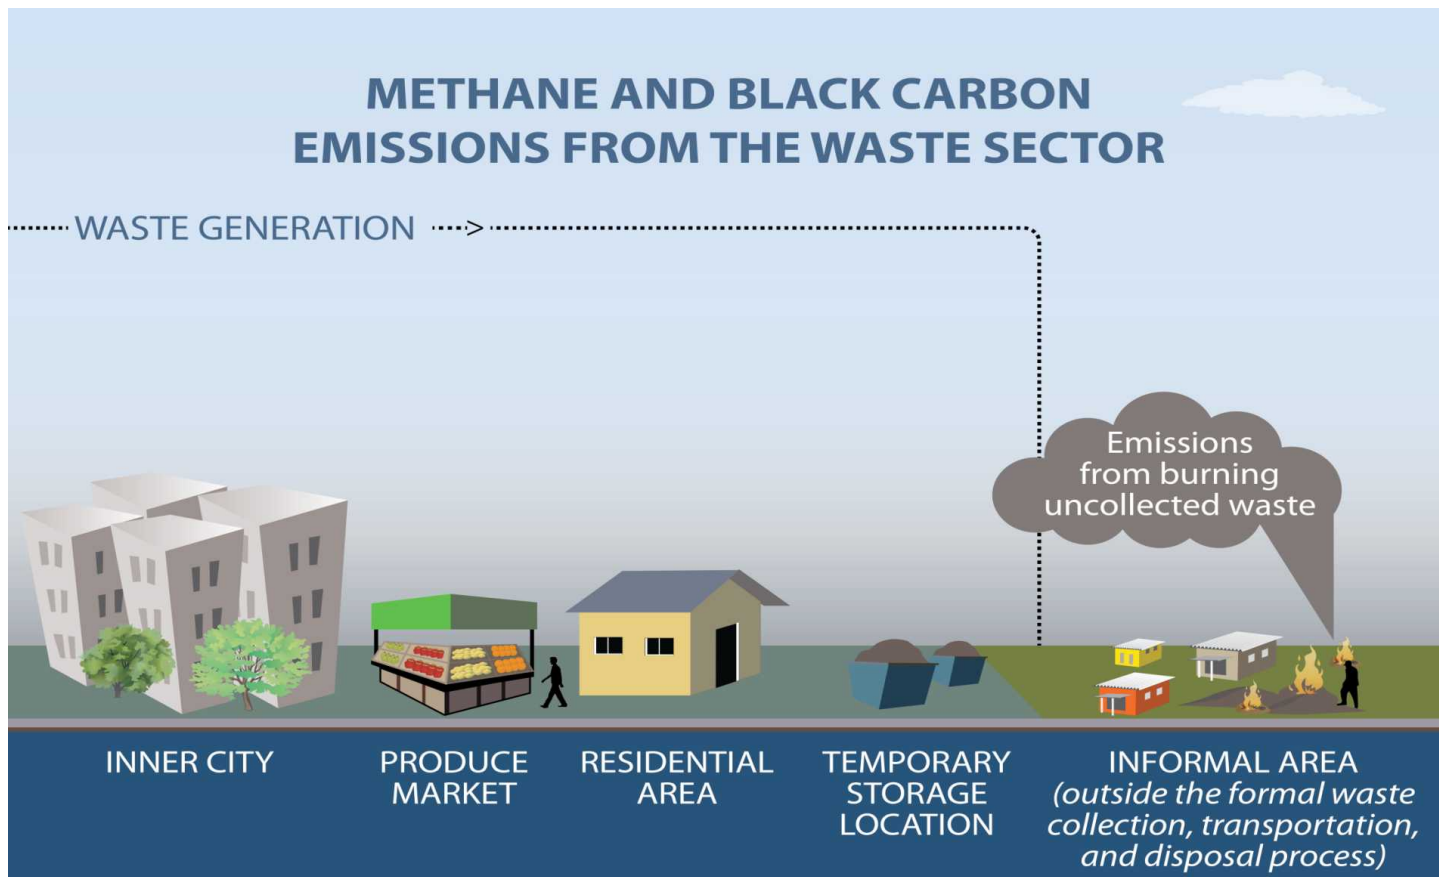 METHANE AND BLACK CARBON
EMISSIONS FROM THE WASTE SECTOR
WASTE GENERATION
Emissions
from burning
uncollected waste
INNER CITY
PRODUCE
MARKET
RESIDENTIAL
AREA
TEMPORARY
STORAGE
LOCATION
INFORMAL AREA
(outside the formal waste
collection, transportation,
and disposal process)